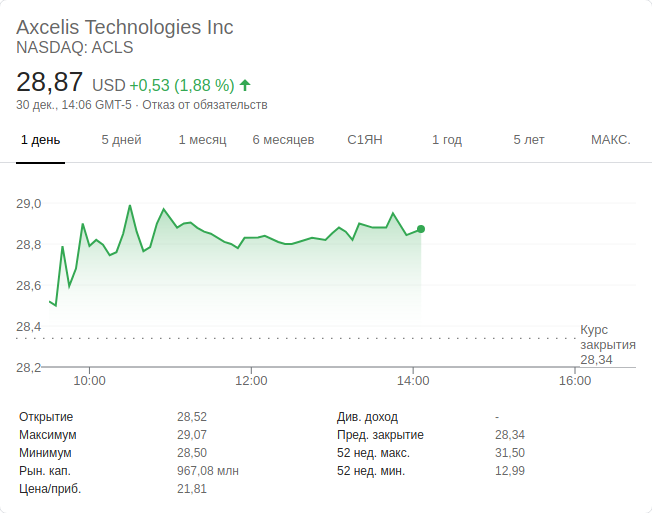 Axcelis Technologies Inc
NASDAQ: ACLS
28,87 USD +0,53 (1,88 %)
30 дек., 14:06 GMT-5 · Отказ от обязательств
1 день 5 дней 1 месяц 6 месяцев С1ЯН 1 год 5 лет МАКС.
29,0
28,8
28,6
28,4
28,2
Курс
закрытия
28,34
10:00 12:00 14:00 16:00
Открытие 28,52 Див. доход -
Максимум 29,07 Пред. закрытие 28,34
Минимум 28,50 52 нед. макс. 31,50
Рын. кап. 967,08 млн 52 нед. мин. 12,99
Цена/приб. 21,81